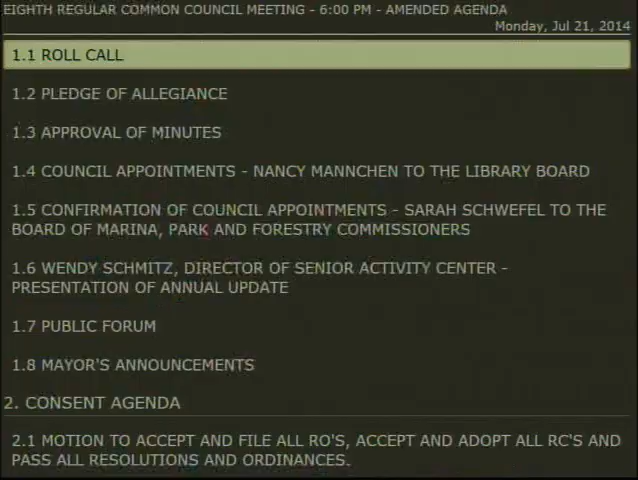 EIGHTH REGULAR COMMON COUNCIL MEETING - 6:00 PM - AMENDED AGENDA
Monday, Jul 21, 2014
1.1 ROLL CALL
1.2 PLEDGE OF ALLEGIANCE
1.3 APPROVAL OF MINUTES
1.4 COUNCIL APPOINTMENTS - NANCY MANNCHEN TO THE LIBRARY BOARD
1.5 CONFIRMATION OF COUNCIL APPOINTMENTS - SARAH SCHWEFEL TO THE
BOARD OF MARINA, PARK AND FORESTRY COMMISSIONERS
1.6 WENDY SCHMITZ, DIRECTOR OF SENIOR ACTIVITY CENTER -
PRESENTATION OF ANNUAL UPDATE
1.7 PUBLIC FORUM
1.8 MAYOR'S ANNOUNCEMENTS
2. CONSENT AGENDA
2.1 MOTION TO ACCEPT AND FILE ALL RO'S, ACCEPT AND ADOPT ALL RC'S AND
PASS ALL RESOLUTIONS AND ORDINANCES.